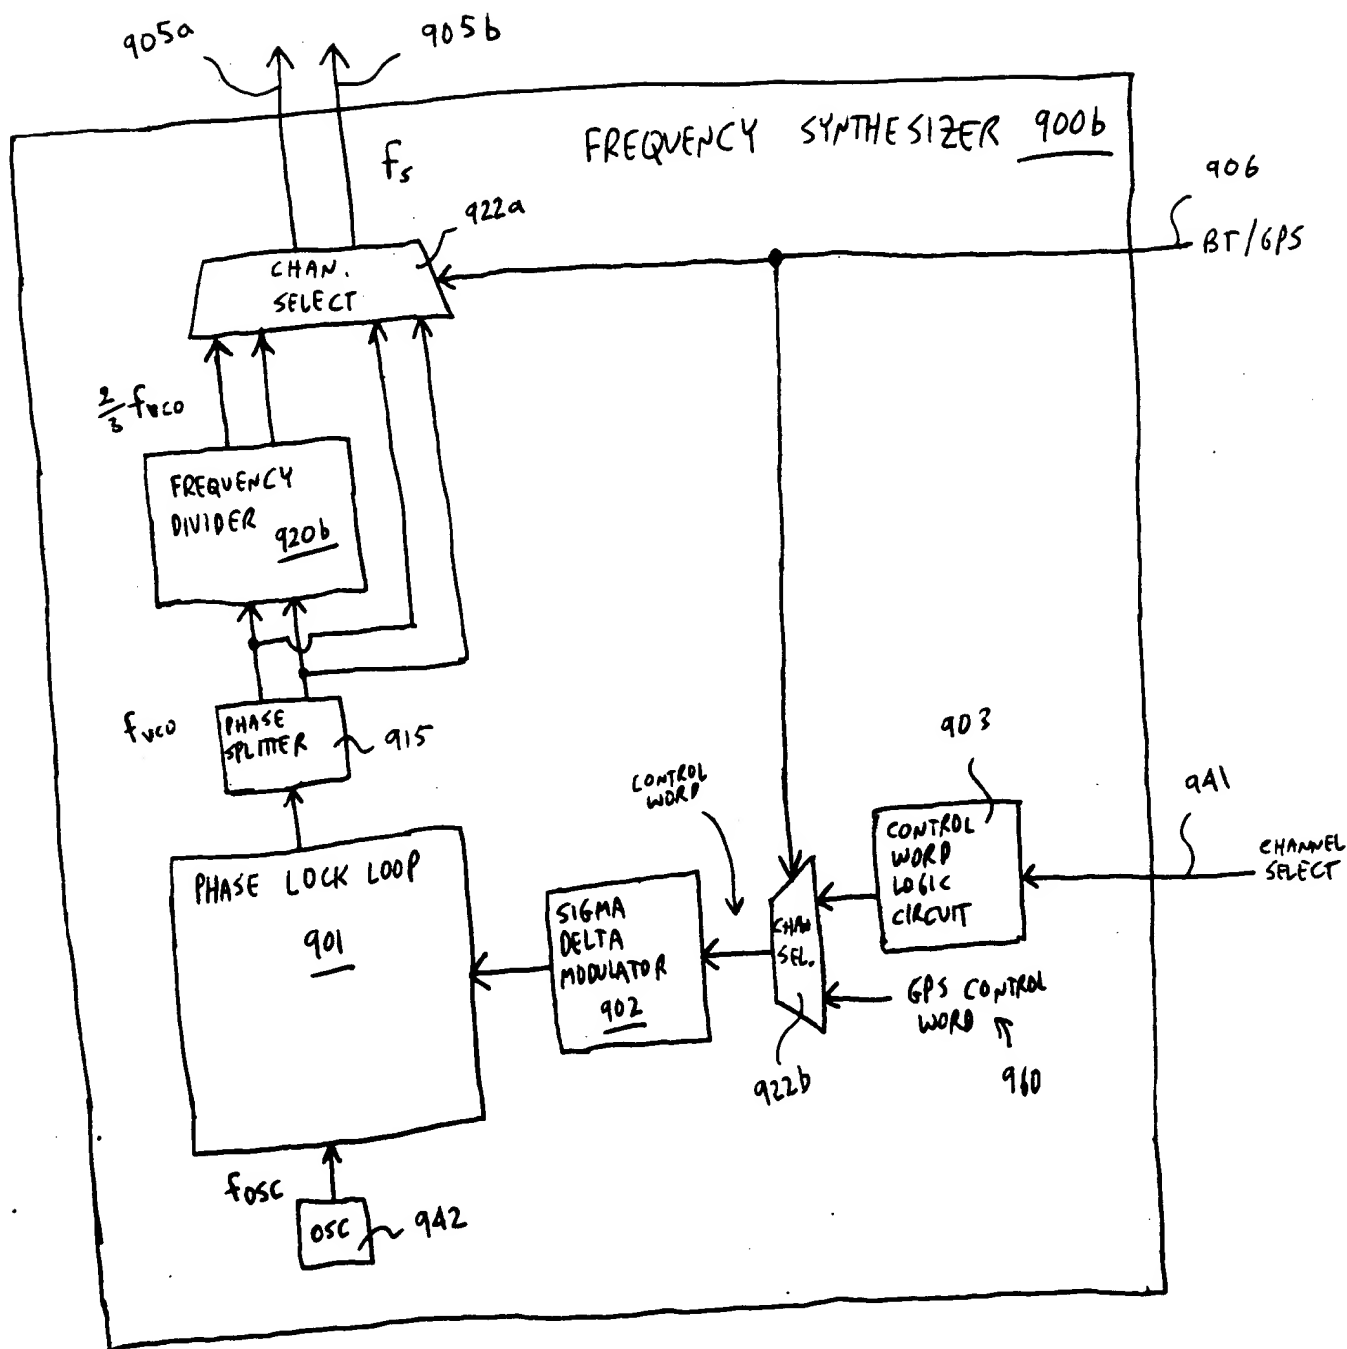 905a
905b
FREQUENCY SYNTHESIZER 900b
fs
906
922a
BT/GPS
CHAN.
SELECT
2/3 fvco
FREQUENCY
DIVIDER
920b
fvco
PHASE
SPLITTER
915
903
CONTROL
WORD
941
CONTROL
WORD
LOGIC
CIRCUIT
CHANNEL
SELECT
PHASE LOCK LOOP
901
SIGMA
DELTA
MODULATOR
902
CHAN
SEL.
GPS CONTROL
WORD
960
922b
fosc
OSC
942